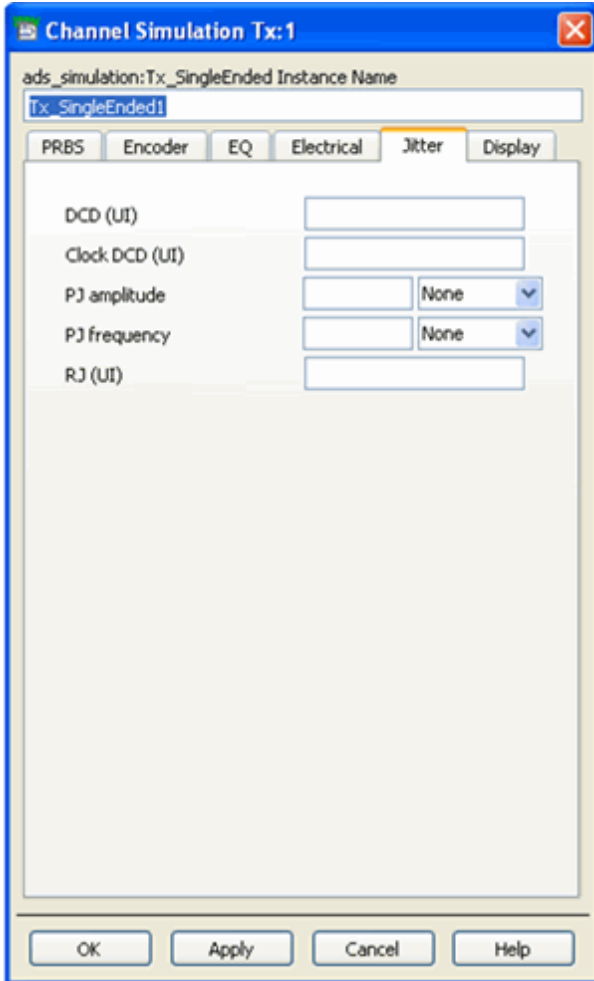 Channel Simulation Tx:1
ads_simulation:Tx_SingleEnded Instance Name
Tx_SingleEnded1
PRBS Encoder EQ Electrical Jitter Display
DCD (UI)
Clock DCD (UI)
PJ amplitude None
PJ frequency None
RJ (UI)
OK Apply Cancel Help